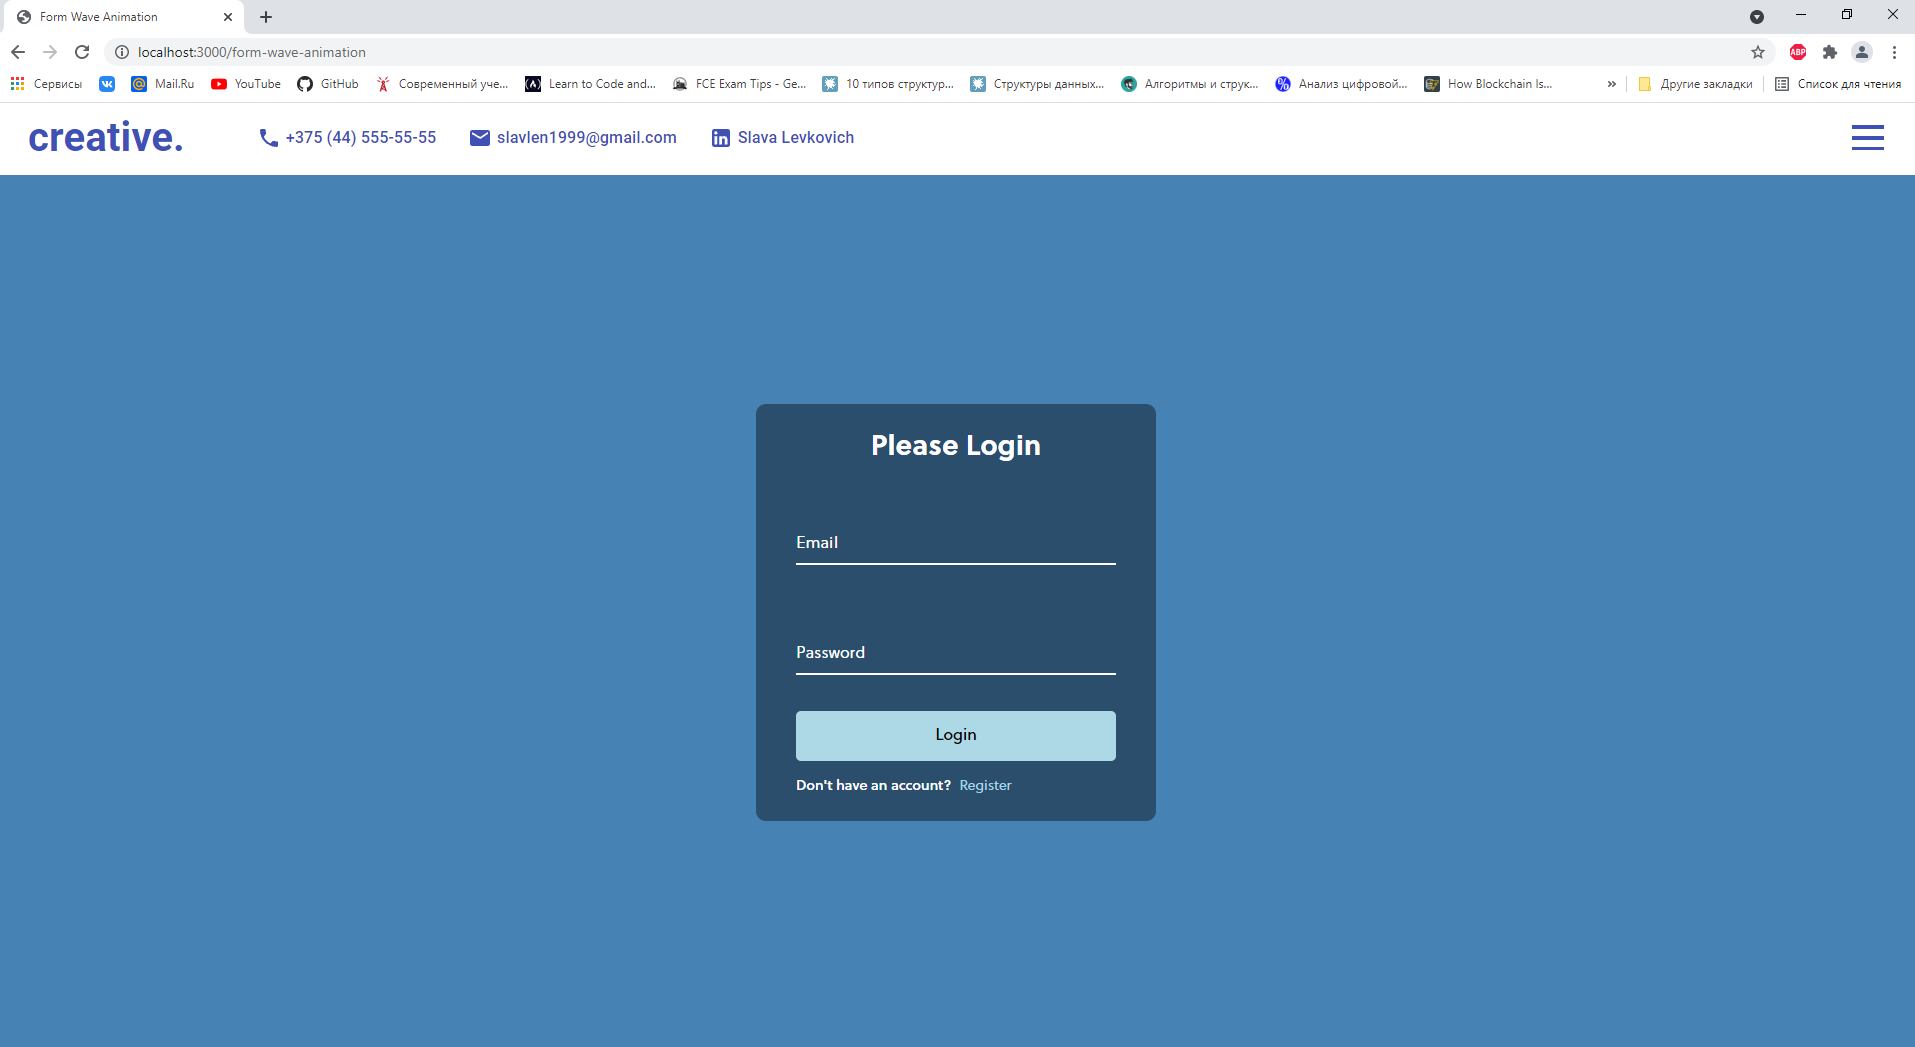 Form Wave Animation
localhost:3000/form-wave-animation
ABP
Сервисы Mail.Ru YouTube GitHub Современный уче... Learn to Code and... FCE Exam Tips - Ge... 10 типов структур... Структуры данных... Алгоритмы и струк... Анализ цифровой... How Blockchain Is... » Другие закладки Список для чтения
creative. +375 (44) 555-55-55 slavlen1999@gmail.com Slava Levkovich
Please Login
Email
Password
Login
Don't have an account? Register